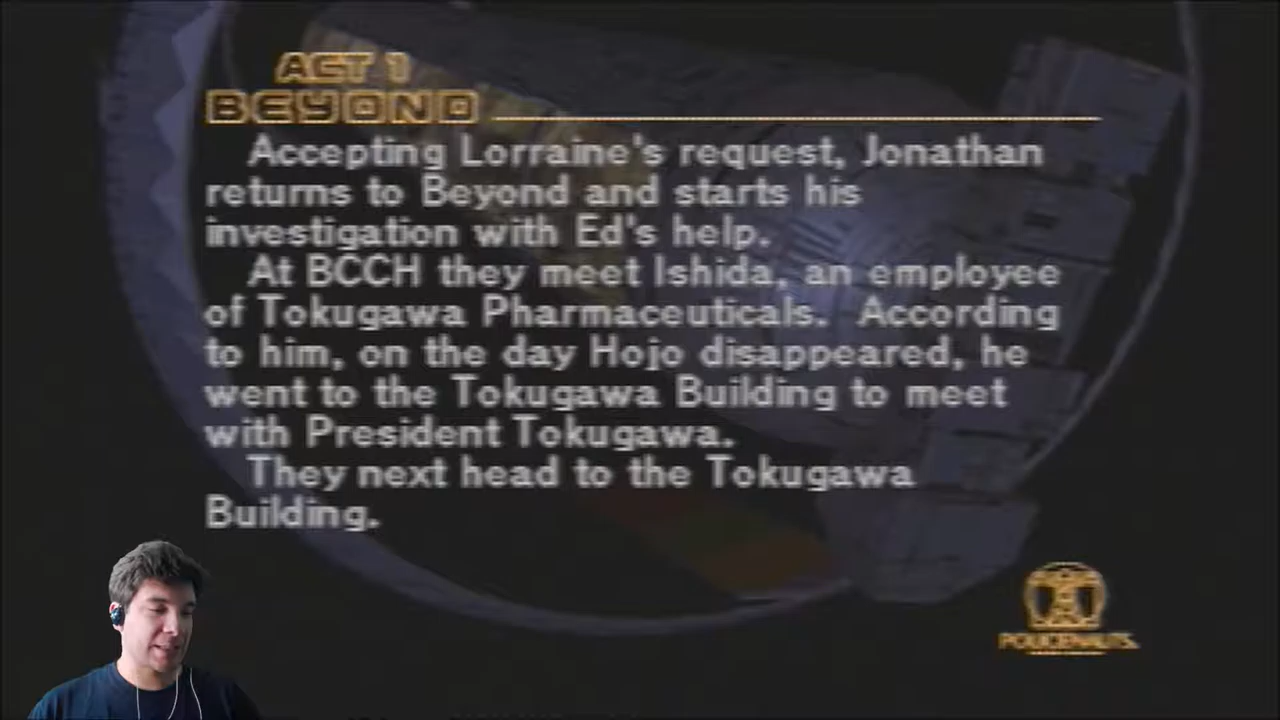 ACT 1
BEYOND
Accepting Lorraine's request, Jonathan
returns to Beyond and starts his
investigation with Ed's help.
At BCCH they meet Ishida, an employee
of Tokugawa Pharmaceuticals.  According
to him, on the day Hojo disappeared, he
went to the Tokugawa Building to meet
with President Tokugawa.
They next head to the Tokugawa
Building.
POLICENAUTS